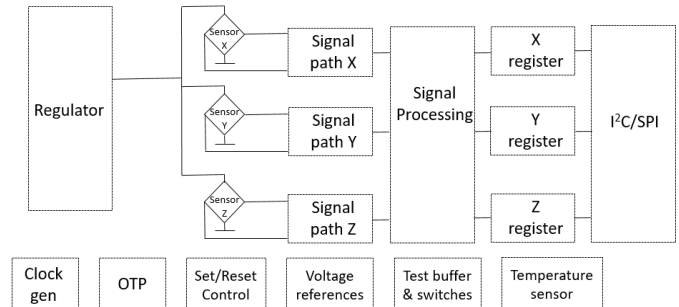 Regulator
Sensor
X
Signal
path X
Sensor
Y
Signal
path Y
Sensor
Z
Signal
path Z
Signal
Processing
X
register
Y
register
Z
register
I²C/SPI
Clock
gen
OTP
Set/Reset
Control
Voltage
references
Test buffer
& switches
Temperature
sensor